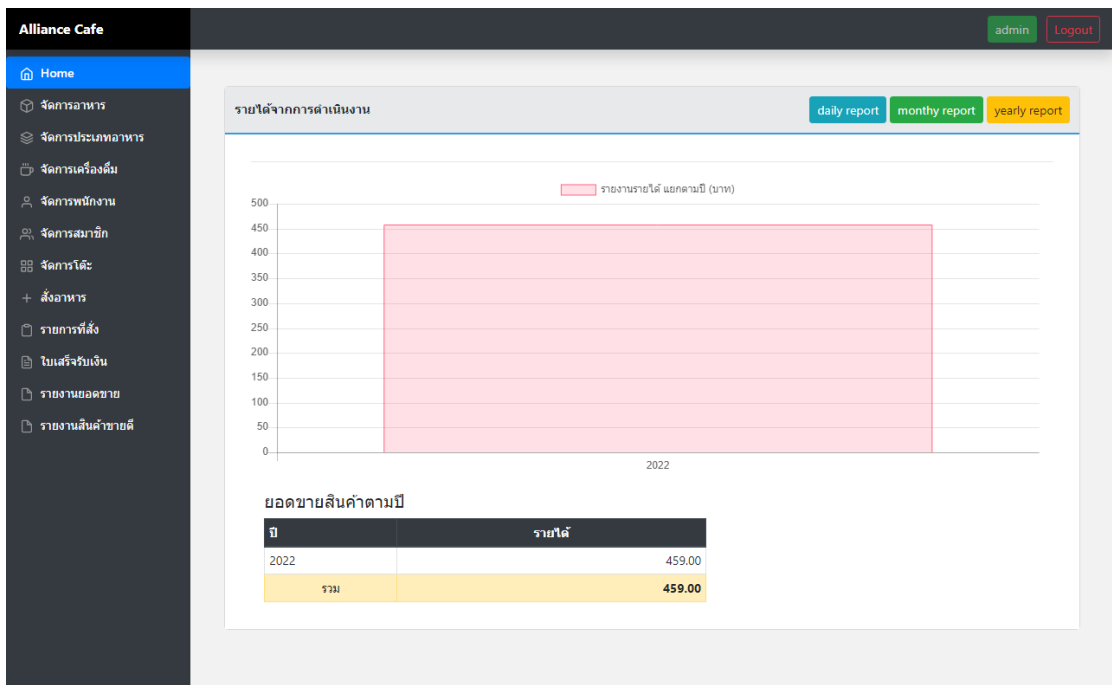 Alliance Cafe
admin
Logout
Home
จัดการอาหาร
จัดการประเภทอาหาร
จัดการเครื่องดื่ม
จัดการพนักงาน
จัดการสมาชิก
จัดการโต๊ะ
สั่งอาหาร
รายการที่สั่ง
ใบเสร็จรับเงิน
รายงานยอดขาย
รายงานสินค้าขายดี
รายได้จากการดำเนินงาน
daily report
monthy report
yearly report
รายงานรายได้ แยกตามปี (บาท)
500
450
400
350
300
250
200
150
100
50
0
2022
ยอดขายสินค้าตามปี
ปี รายได้
2022 459.00
รวม 459.00